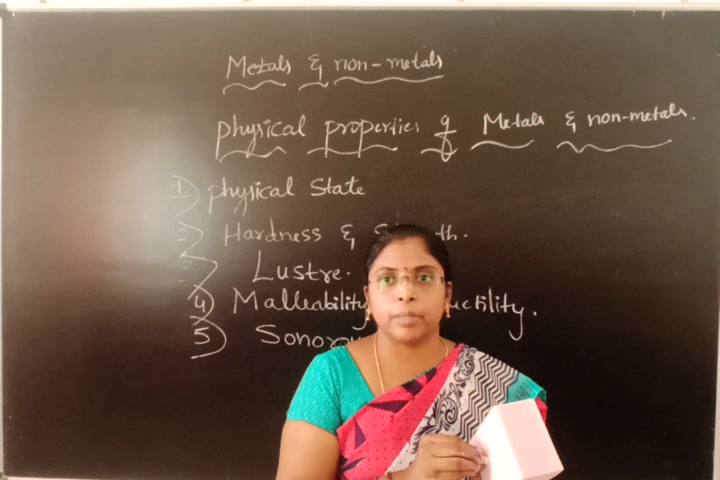 Metals & non-metals
physical properties of Metals & non-metals.
1) physical State
2) Hardness &
3) Lustre.
4) Malleability
5)